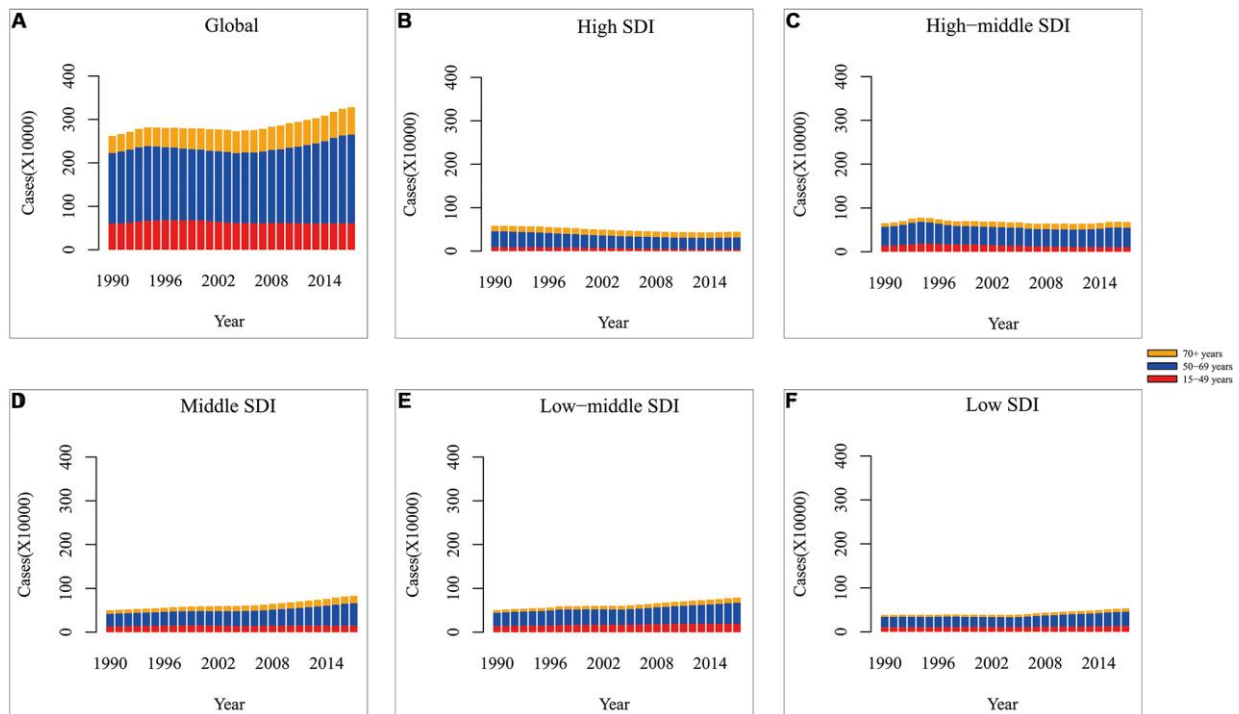 A
Global
Cases(X10000)
400
300
200
100
0
1990 1996 2002 2008 2014
Year
B
High SDI
Cases(X10000)
400
300
200
100
0
1990 1996 2002 2008 2014
Year
C
High−middle SDI
Cases(X10000)
400
300
200
100
0
1990 1996 2002 2008 2014
Year
70+ years
50−69 years
15−49 years
D
Middle SDI
Cases(X10000)
400
300
200
100
0
1990 1996 2002 2008 2014
Year
E
Low−middle SDI
Cases(X10000)
400
300
200
100
0
1990 1996 2002 2008 2014
Year
F
Low SDI
Cases(X10000)
400
300
200
100
0
1990 1996 2002 2008 2014
Year